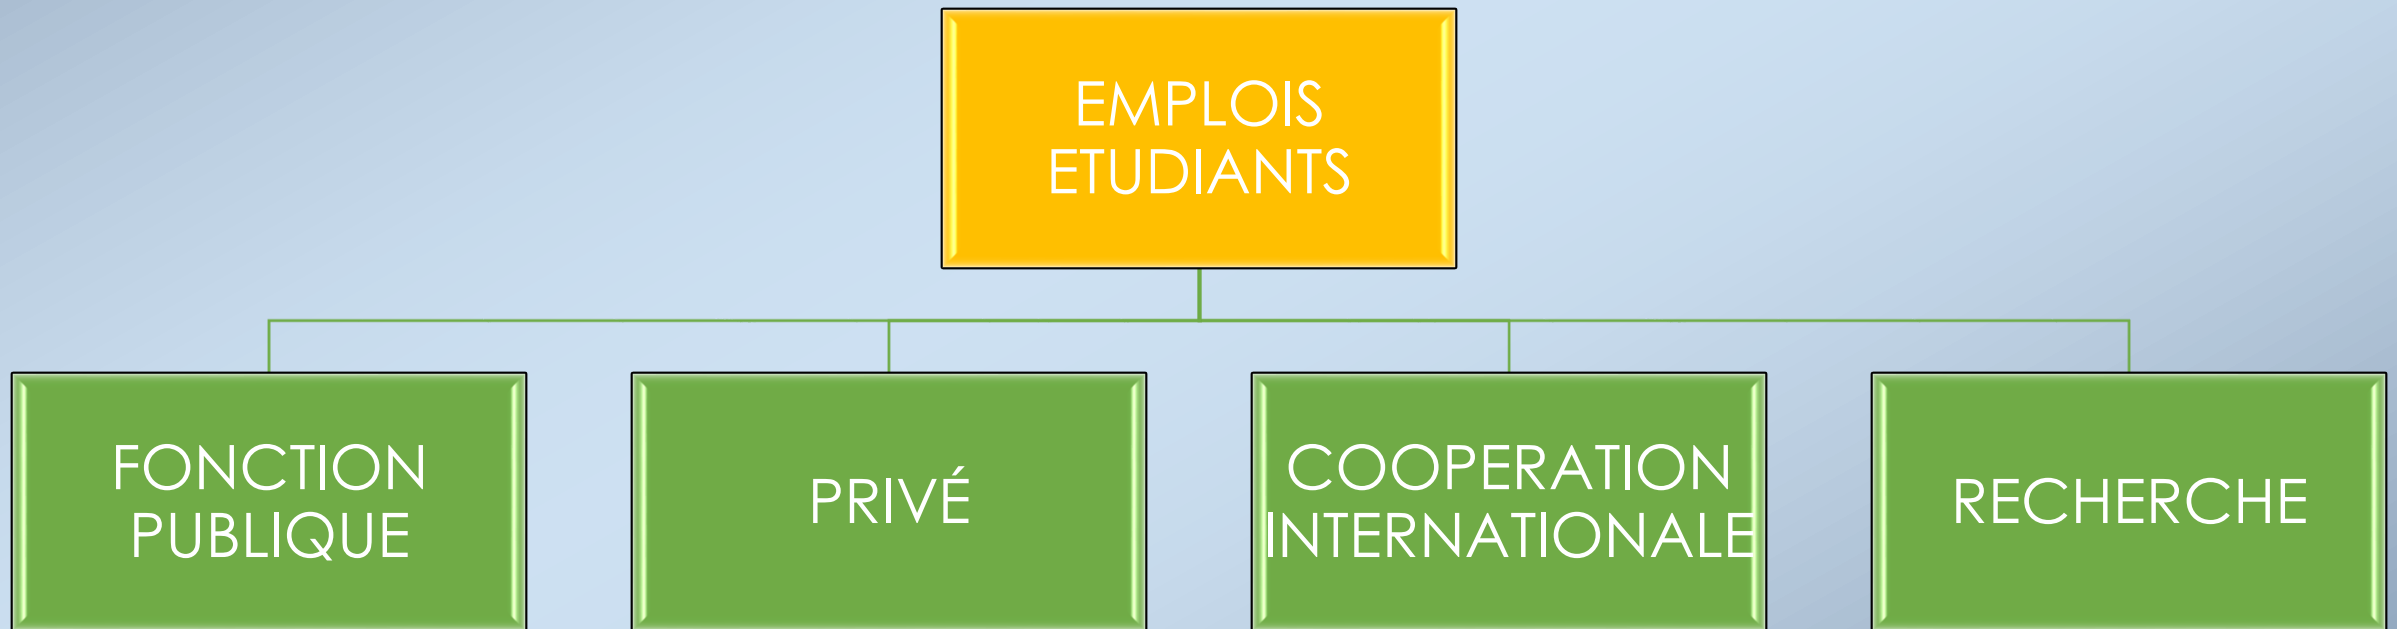 EMPLOIS
ETUDIANTS
FONCTION
PUBLIQUE
PRIVÉ
COOPERATION
INTERNATIONALE
RECHERCHE